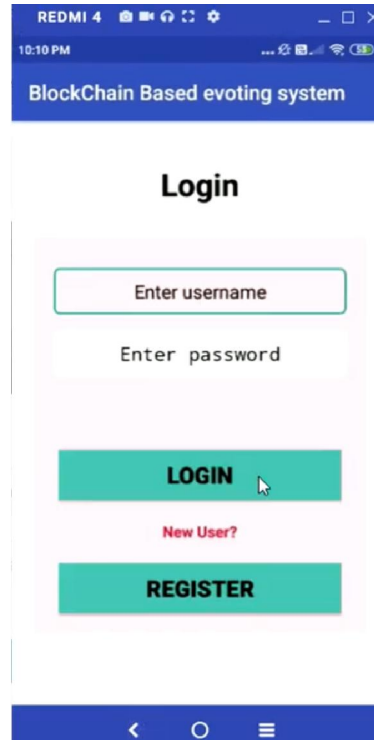 REDMI 4
10:10 PM
BlockChain Based evoting system
Login
Enter username
Enter password
LOGIN
New User?
REGISTER